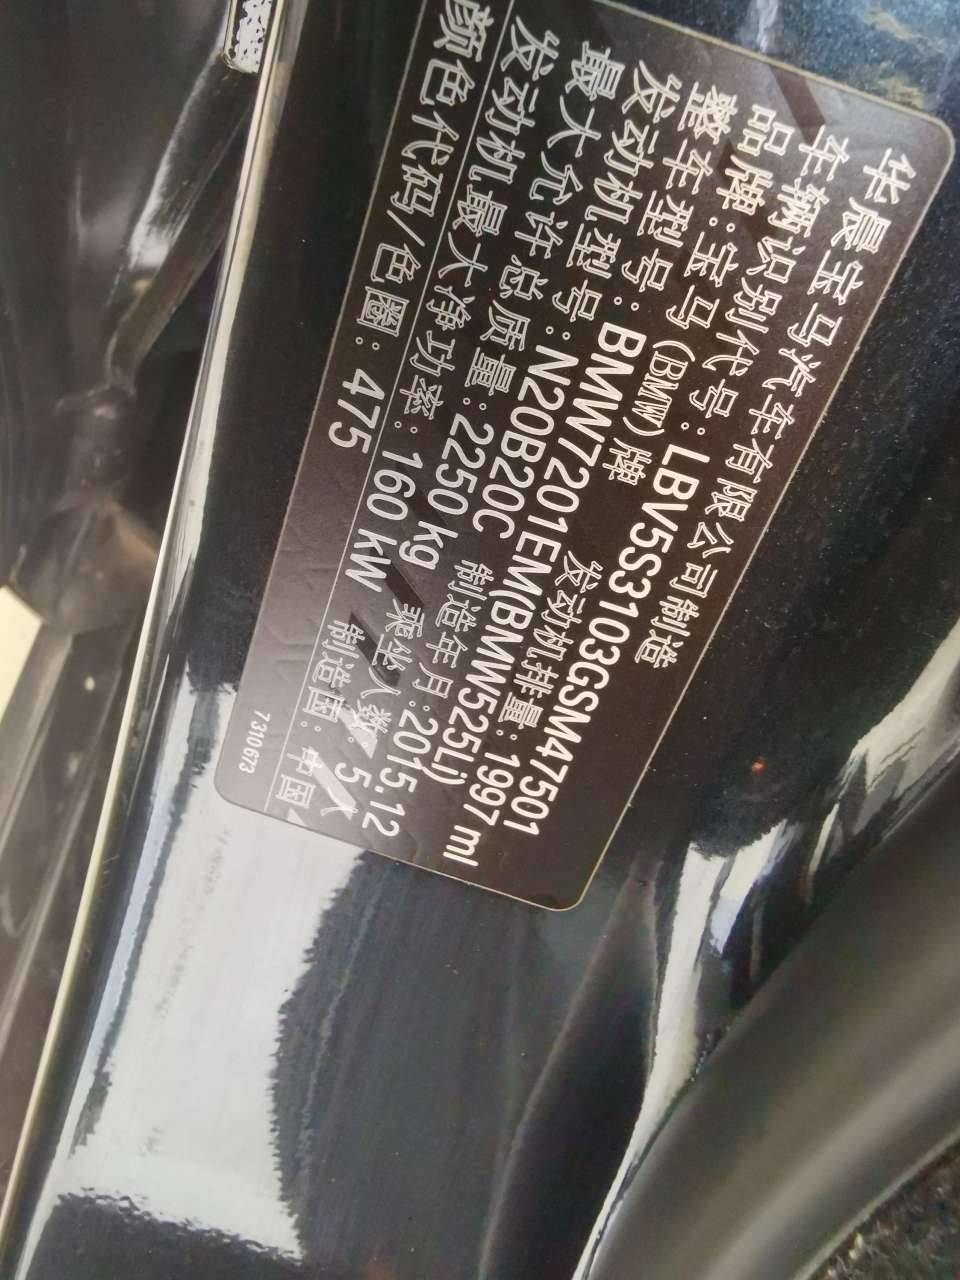 华晨宝马汽车有限公司制造
车辆识别代号：LBV5S3103GSM47501
品牌：宝马（BMW）牌
整车型号：BMW7201EM(BMW525Li)
发动机型号：N20B20C 发动机排量：1997 ml
最大允许总质量：2250 kg 制造年月：2015.12
发动机最大净功率：160 kW 乘坐人数：5 人
颜色代码/色圈：475 制造国：中国
7310673